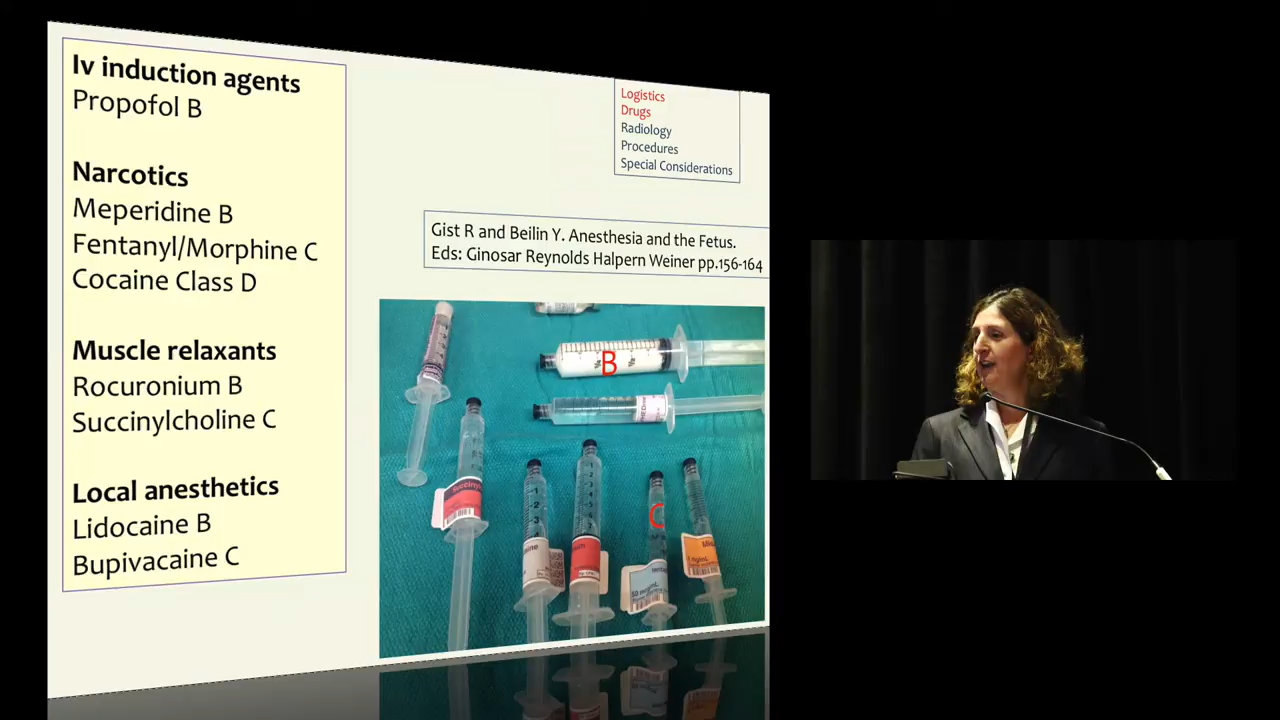 Iv induction agents
Propofol B
Narcotics
Meperidine B
Fentanyl/Morphine C
Cocaine Class D
Muscle relaxants
Rocuronium B
Succinylcholine C
Local anesthetics
Lidocaine B
Bupivacaine C
Logistics
Drugs
Radiology
Procedures
Special Considerations
Gist R and Beilin Y. Anesthesia and the Fetus.
Eds: Ginosar Reynolds Halpern Weiner pp.156-164
B
C